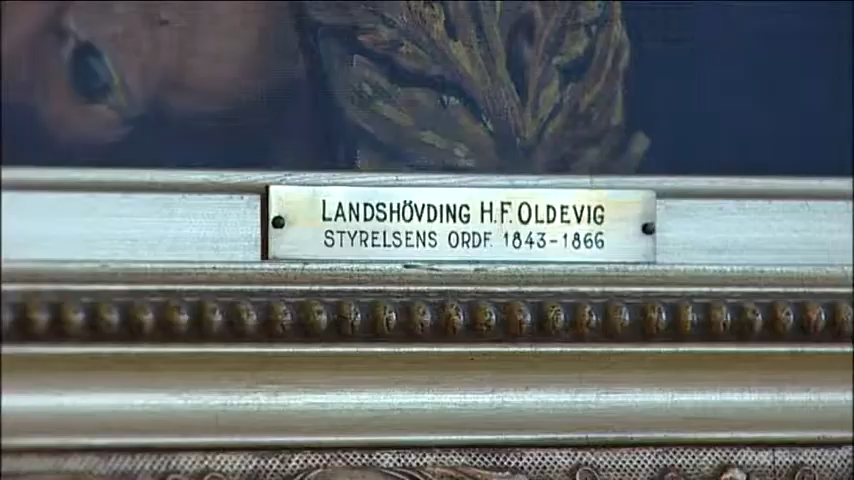 LANDSHÖVDING H.F. OLDEVIG
STYRELSENS ORDF. 1843-1866